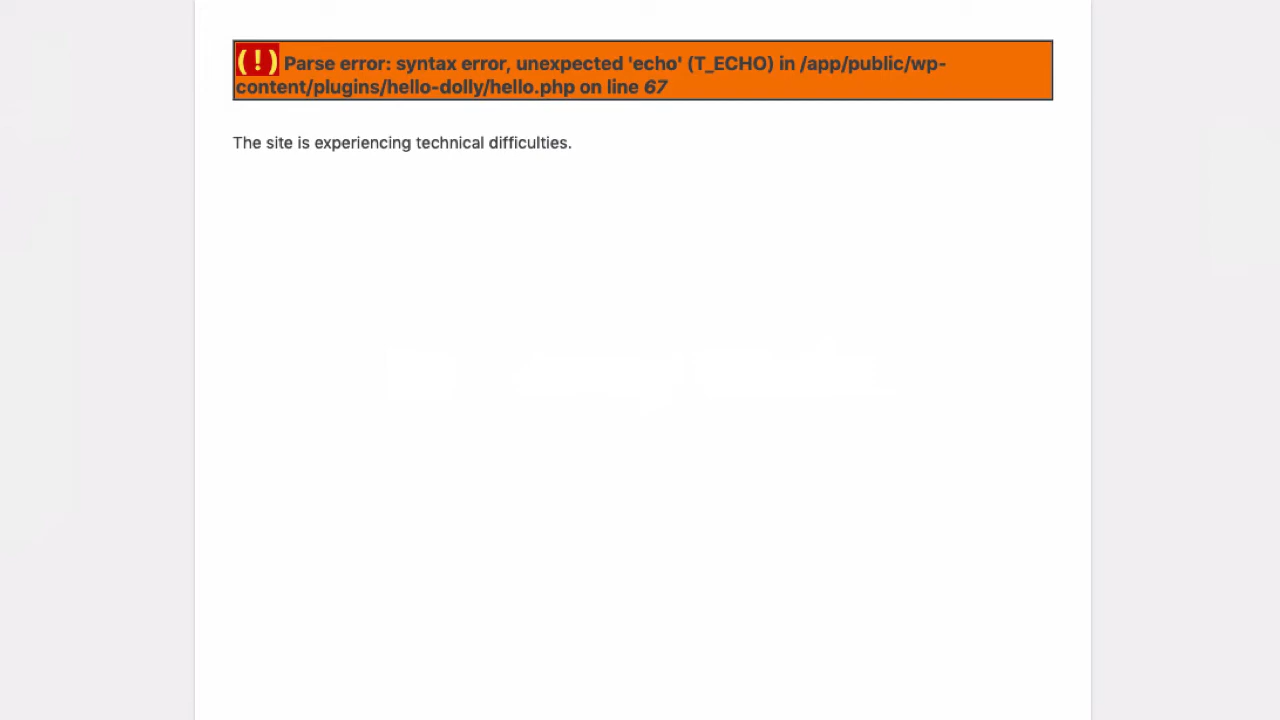 (!) Parse error: syntax error, unexpected 'echo' (T_ECHO) in /app/public/wp-
content/plugins/hello-dolly/hello.php on line 67
The site is experiencing technical difficulties.